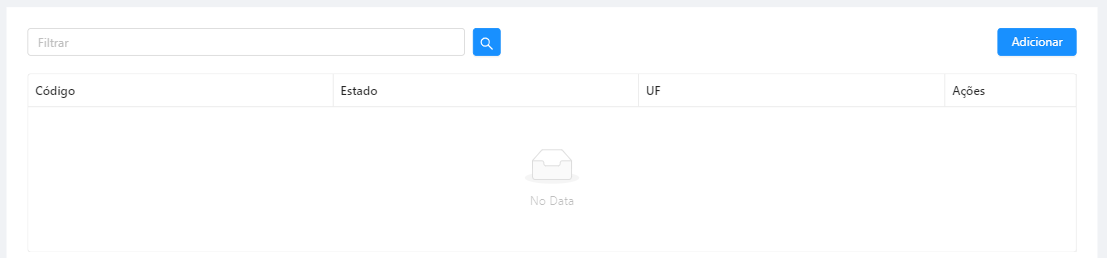 Filtrar
Adicionar
Código Estado UF Ações
No Data